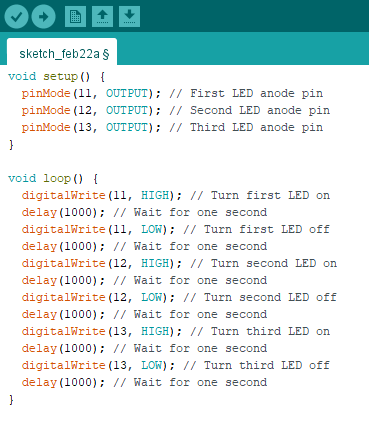 sketch_feb22a §
void setup() {
  pinMode(11, OUTPUT); // First LED anode pin
  pinMode(12, OUTPUT); // Second LED anode pin
  pinMode(13, OUTPUT); // Third LED anode pin
}

void loop() {
  digitalWrite(11, HIGH); // Turn first LED on
  delay(1000); // Wait for one second
  digitalWrite(11, LOW); // Turn first LED off
  delay(1000); // Wait for one second
  digitalWrite(12, HIGH); // Turn second LED on
  delay(1000); // Wait for one second
  digitalWrite(12, LOW); // Turn second LED off
  delay(1000); // Wait for one second
  digitalWrite(13, HIGH); // Turn third LED on
  delay(1000); // Wait for one second
  digitalWrite(13, LOW); // Turn third LED off
  delay(1000); // Wait for one second
}